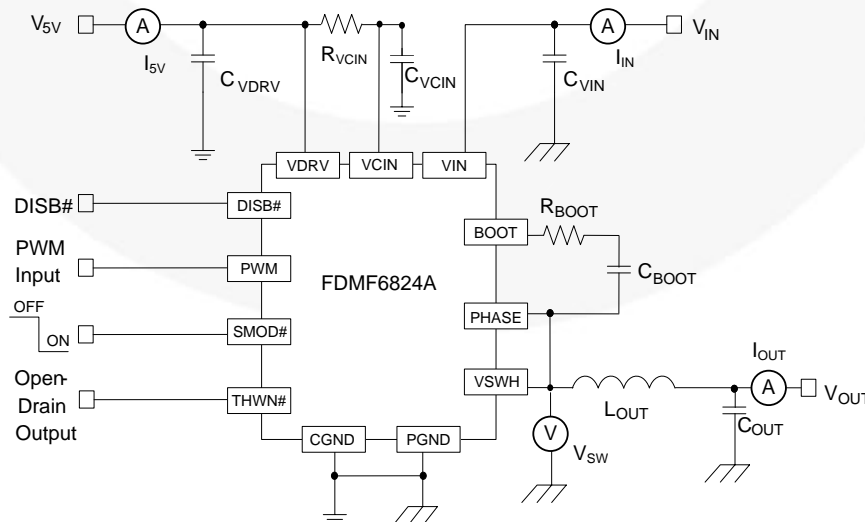 V5V
A
I5V
CVDRV
RVCIN
CVCIN
CVIN
A
IIN
VIN
VDRV
VCIN
VIN
DISB#
DISB#
PWM
Input
PWM
OFF
ON
SMOD#
Open-
Drain
Output
THWN#
FDMF6824A
BOOT
RBOOT
CBOOT
PHASE
VSWH
LOUT
IOUT
A
VOUT
COUT
V
VSW
CGND
PGND